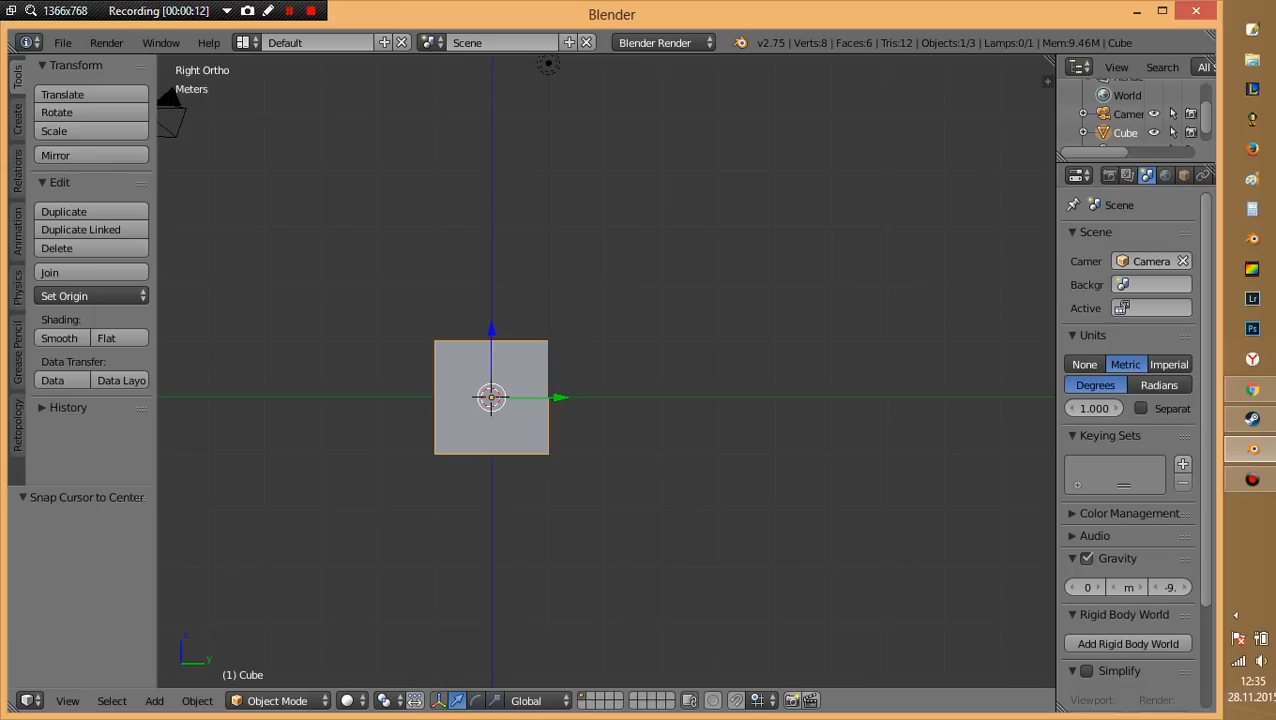 1366x768 Recording [00:00:12]
Blender
File Render Window Help Default Scene Blender Render v2.75 | Verts:8 | Faces:6 | Tris:12 | Objects:1/3 | Lamps:0/1 | Mem:9.46M | Cube
Tools
Create
Relations
Animation
Physics
Grease Pencil
Retopology
Transform
Translate
Rotate
Scale
Mirror
Edit
Duplicate
Duplicate Linked
Delete
Join
Set Origin
Shading:
Smooth Flat
Data Transfer:
Data Data Layo
History
Snap Cursor to Center
Right Ortho
Meters
z
y
(1) Cube
View Select Add Object Object Mode Global
View Search All S
World
Camer
Cube
Scene
Scene
Camer Camera
Backgr
Active
Units
None Metric Imperial
Degrees Radians
1.000 Separat
Keying Sets
Color Management
Audio
Gravity
0 m -9.
Rigid Body World
Add Rigid Body World
Simplify
Viewport: Render:
L
Lr
Ps
Y
12:35
28.11.201